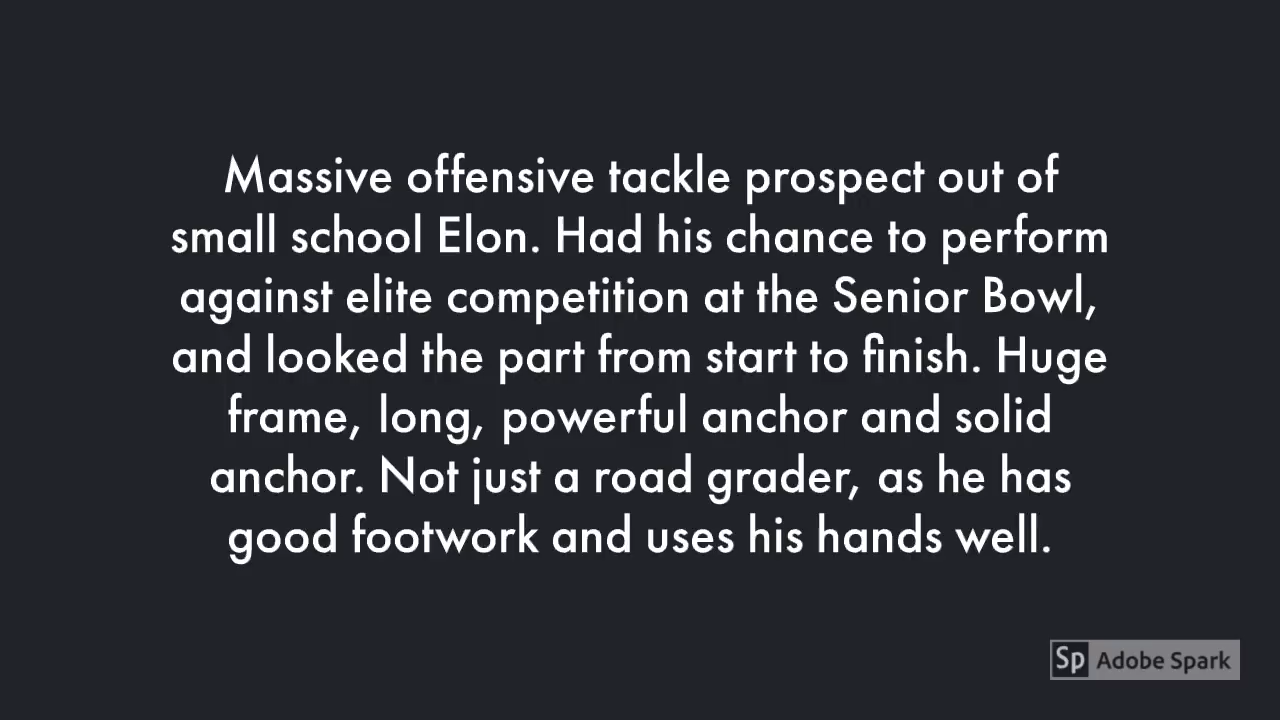 Massive offensive tackle prospect out of
small school Elon. Had his chance to perform
against elite competition at the Senior Bowl,
and looked the part from start to finish. Huge
frame, long, powerful anchor and solid
anchor. Not just a road grader, as he has
good footwork and uses his hands well.
Sp Adobe Spark